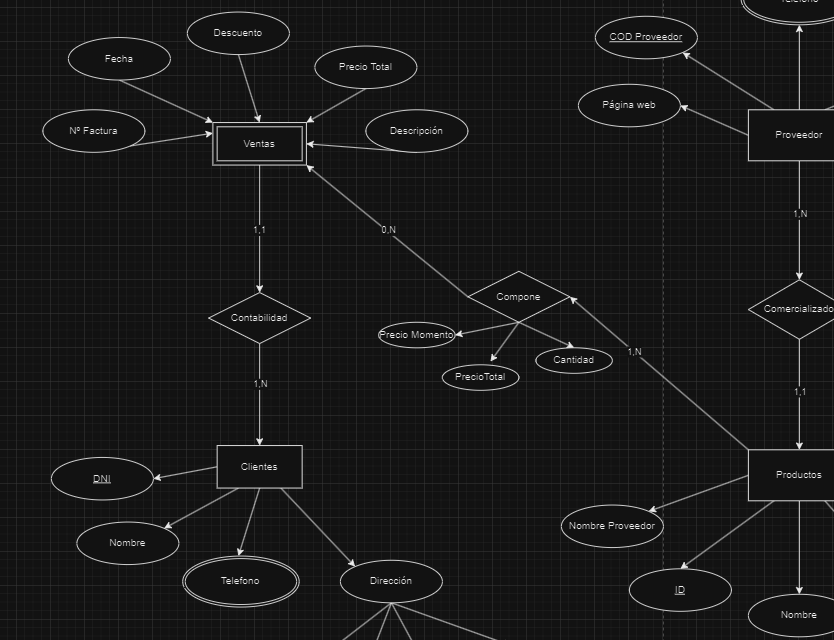 Descuento
COD Proveedor
Fecha
Precio Total
Página web
Nº Factura
Descripción
Ventas
Proveedor
1,N
1,1
0,N
Compone
Contabilidad
Comercializado
Precio Momento
Cantidad
1,N
PrecioTotal
1,N
1,1
Clientes
Productos
DNI
Nombre Proveedor
Nombre
Telefono
Dirección
ID
Nombre